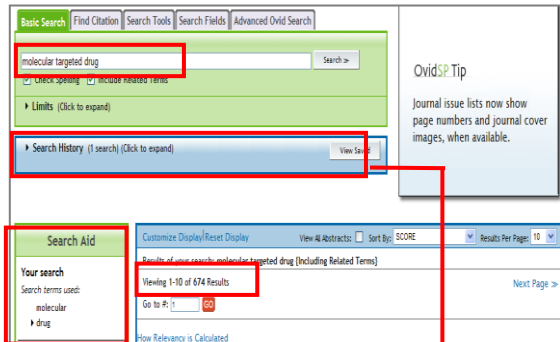 Basic Search Find Citation Search Tools Search Fields Advanced Ovid Search
molecular targeted drug Search >
Check Spelling Include Related Terms
Limits (Click to expand)
Search History (1 search) (Click to expand) View Saved
OvidSP Tip
Journal issue lists now show
page numbers and journal cover
images, when available.
Search Aid
Your search
Search terms used:
molecular
drug
Customize Display|Reset Display View All Abstracts: Sort By: SCORE Results Per Page: 10
Results of your search: molecular targeted drug {Including Related Terms}
Viewing 1-10 of 674 Results Next Page >
Go to #: 1 GO
How Relevancy is Calculated